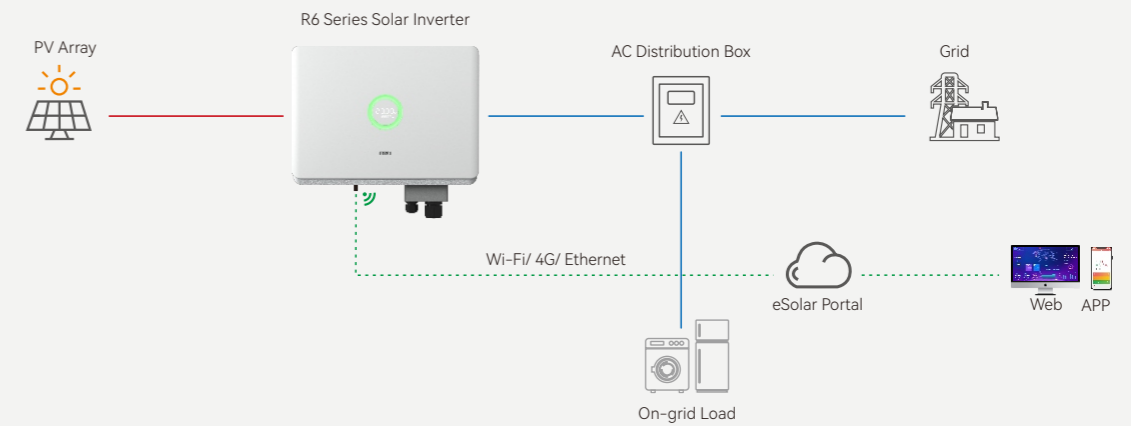 R6 Series Solar Inverter
PV Array
AC Distribution Box
Grid
Wi-Fi/ 4G/ Ethernet
eSolar Portal
Web
APP
On-grid Load